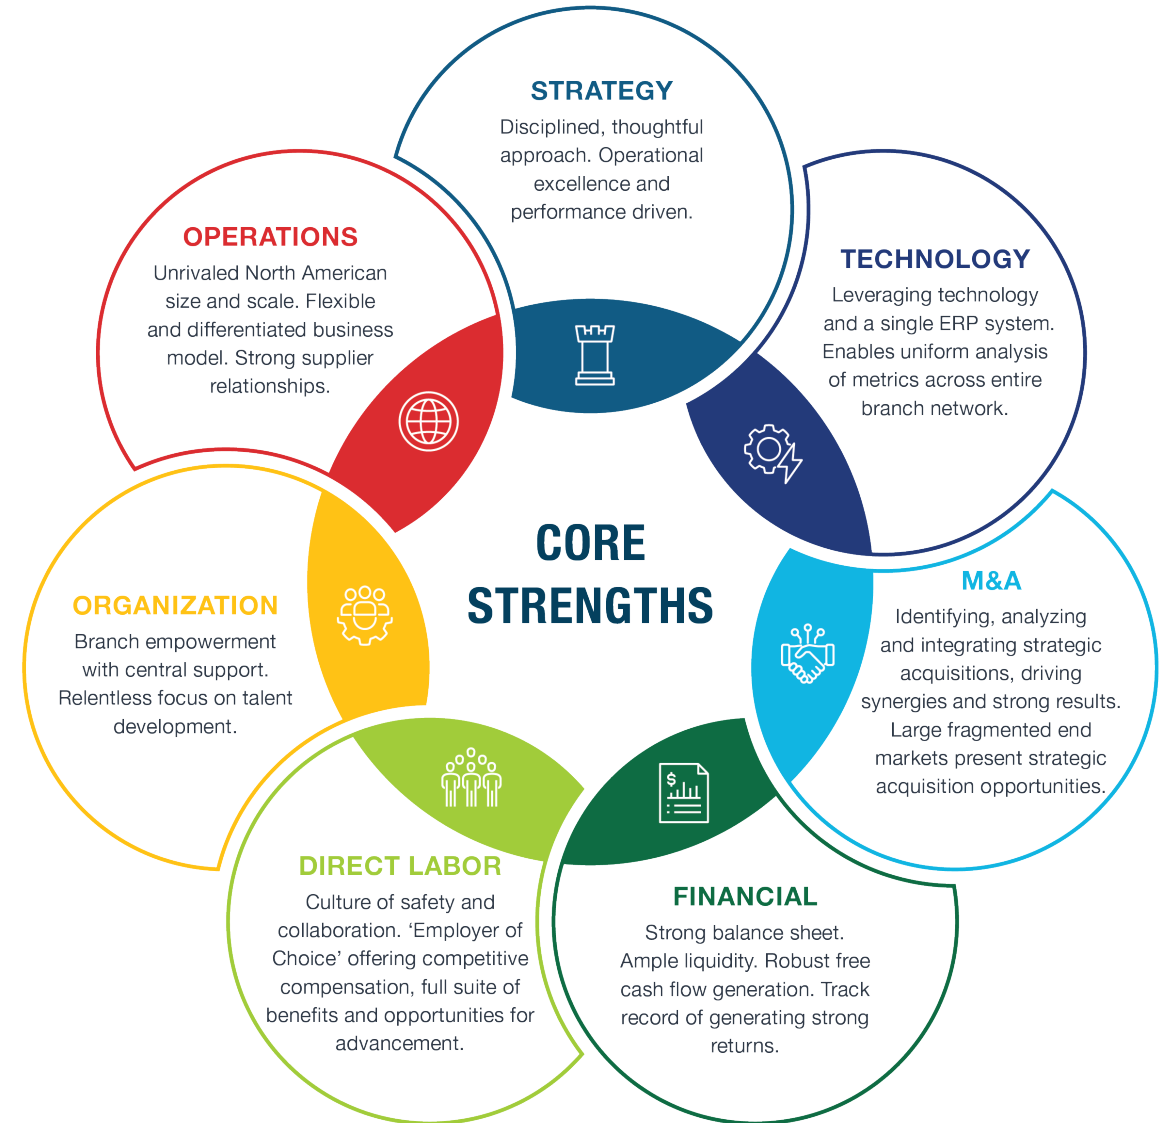 STRATEGY
Disciplined, thoughtful
approach. Operational
excellence and
performance driven.
TECHNOLOGY
Leveraging technology
and a single ERP system.
Enables uniform analysis
of metrics across entire
branch network.
M&A
Identifying, analyzing
and integrating strategic
acquisitions, driving
synergies and strong results.
Large fragmented end
markets present strategic
acquisition opportunities.
FINANCIAL
Strong balance sheet.
Ample liquidity. Robust free
cash flow generation. Track
record of generating strong
returns.
DIRECT LABOR
Culture of safety and
collaboration. ‘Employer of
Choice’ offering competitive
compensation, full suite of
benefits and opportunities for
advancement.
ORGANIZATION
Branch empowerment
with central support.
Relentless focus on talent
development.
OPERATIONS
Unrivaled North American
size and scale. Flexible
and differentiated business
model. Strong supplier
relationships.
CORE
STRENGTHS
$